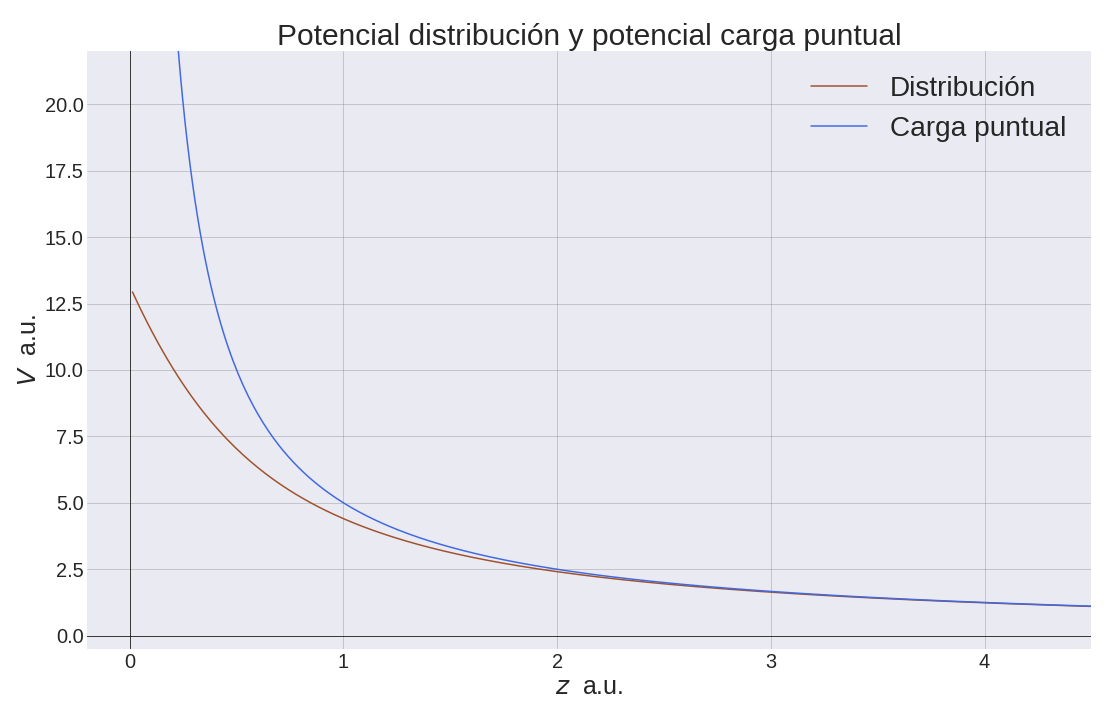 Potencial distribución y potencial carga puntual
Distribución
Carga puntual
20.0
17.5
15.0
12.5
10.0
7.5
5.0
2.5
0.0
V a.u.
0 1 2 3 4
z a.u.